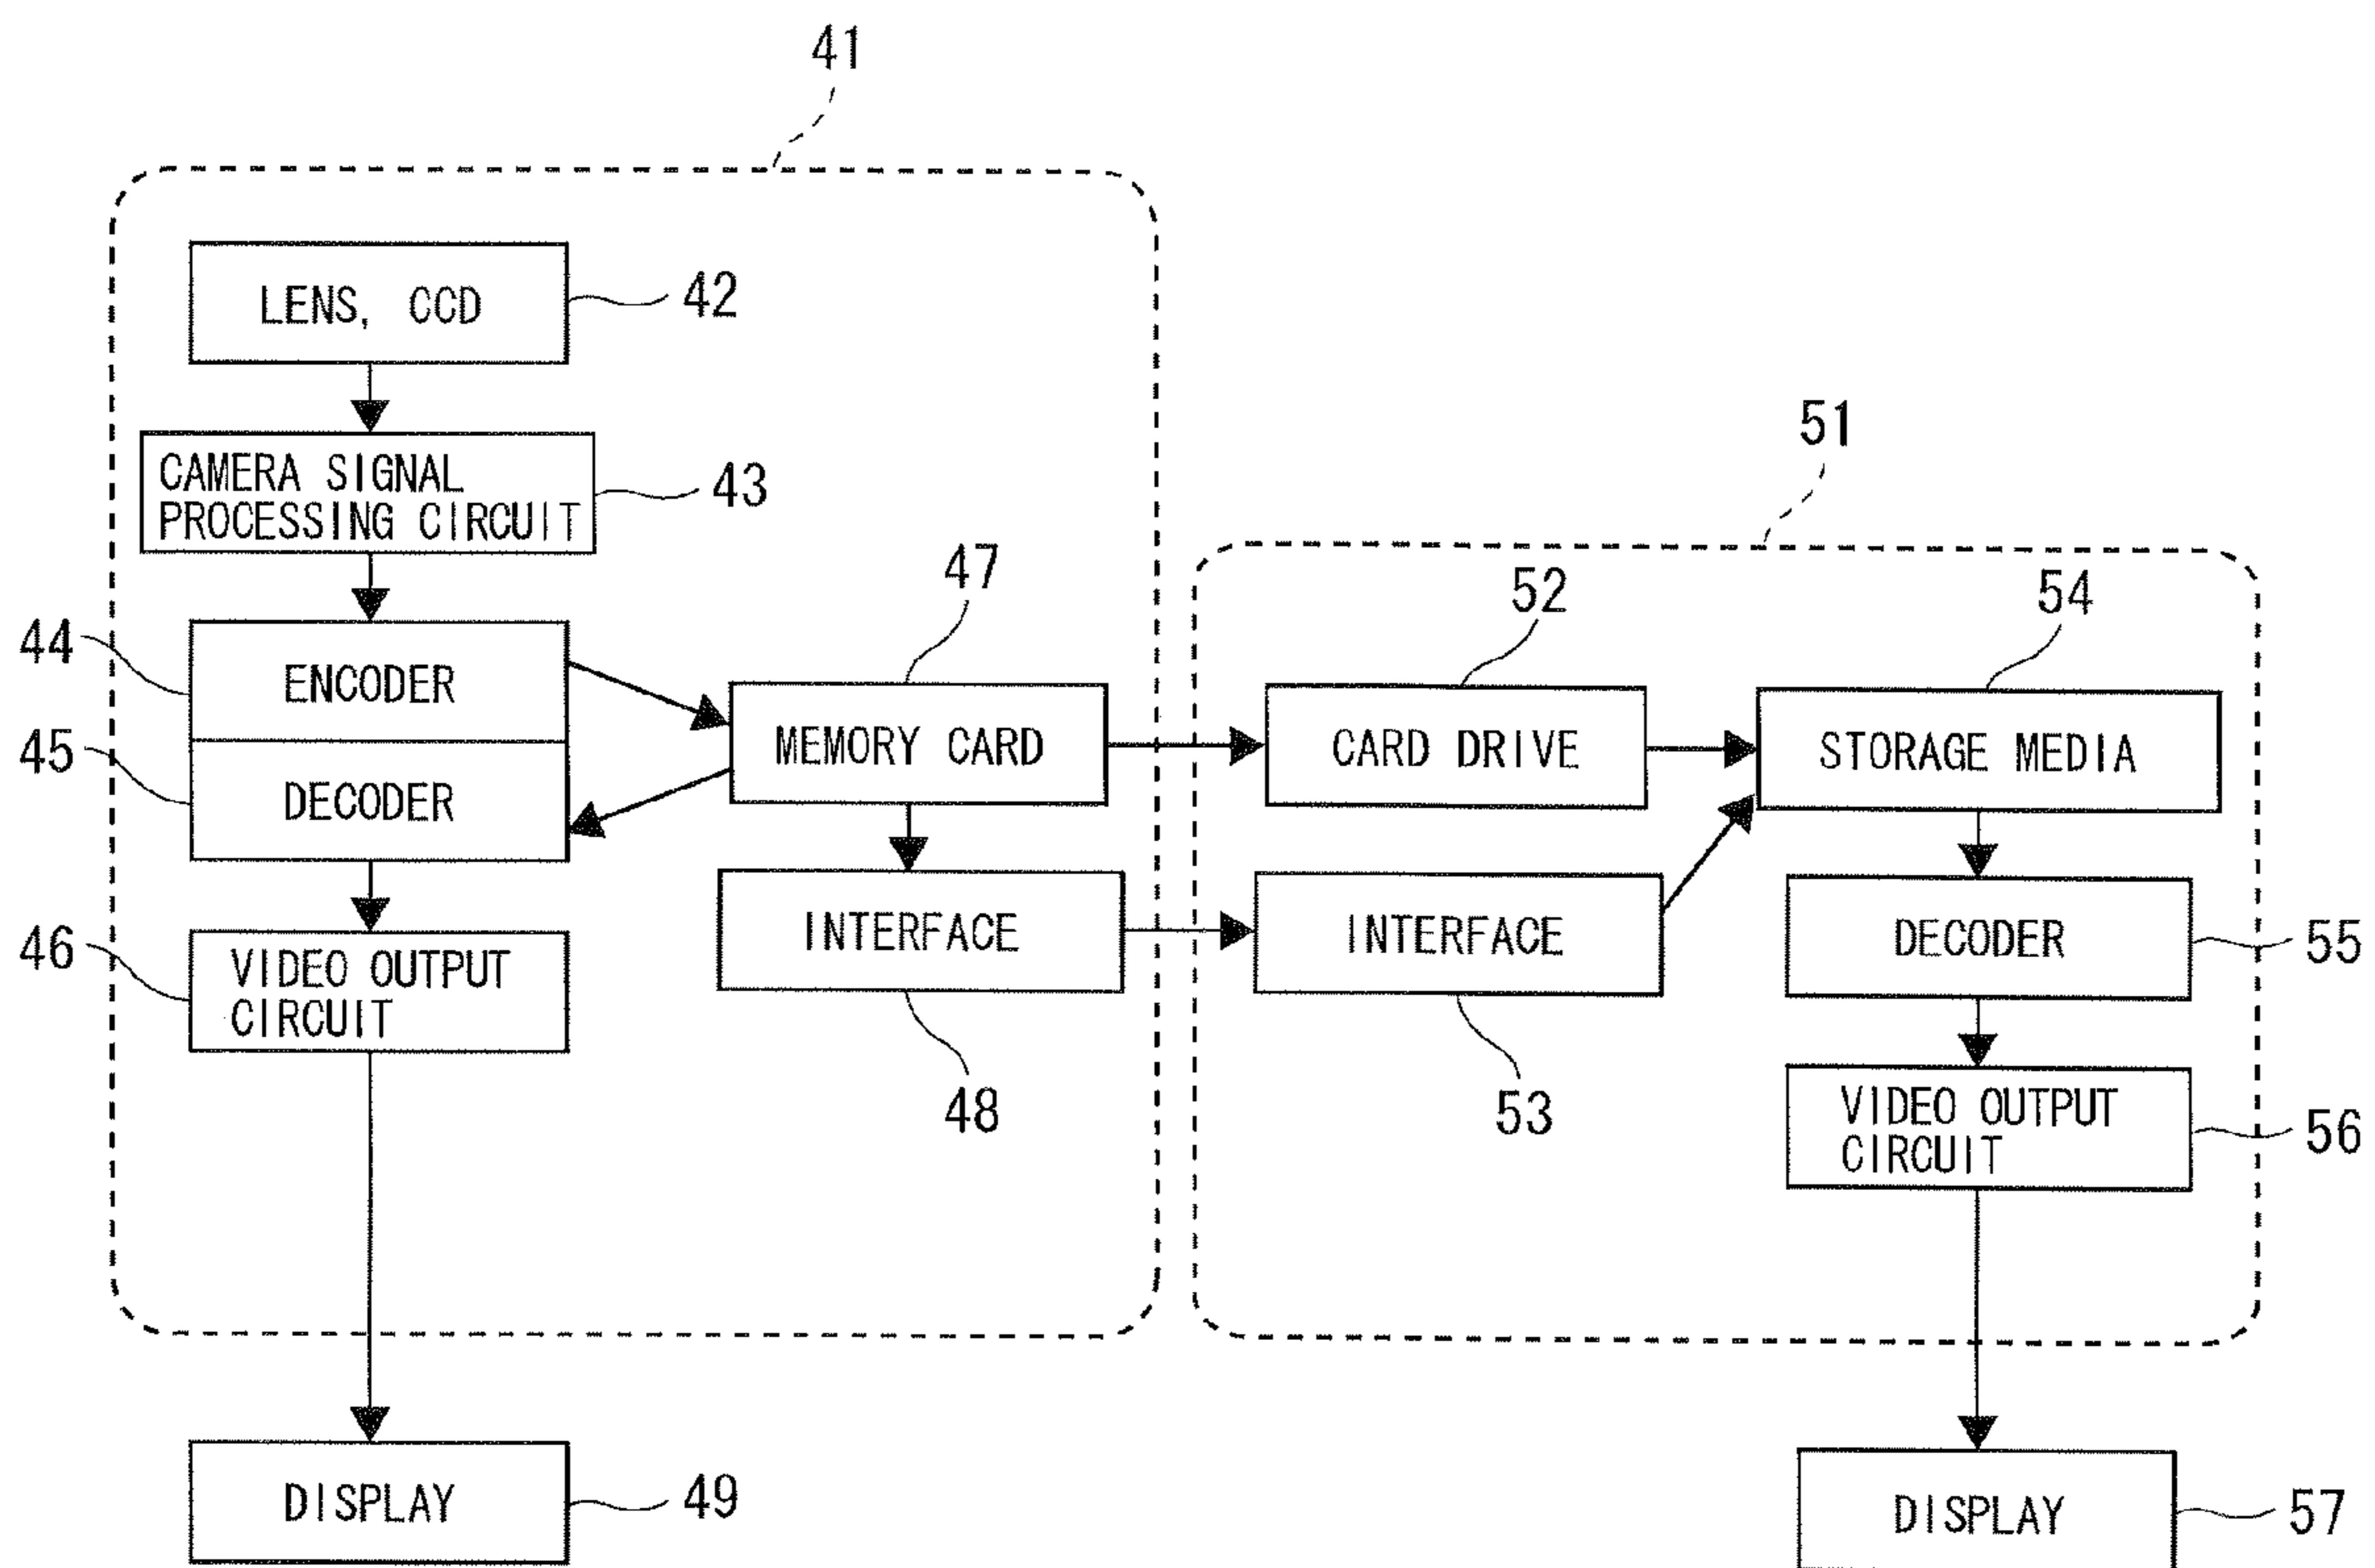 41
LENS, CCD
42
CAMERA SIGNAL
PROCESSING CIRCUIT
43
44
ENCODER
45
DECODER
46
VIDEO OUTPUT
CIRCUIT
47
MEMORY CARD
INTERFACE
48
DISPLAY
49
51
52
CARD DRIVE
54
STORAGE MEDIA
INTERFACE
53
DECODER
55
VIDEO OUTPUT
CIRCUIT
56
DISPLAY
57